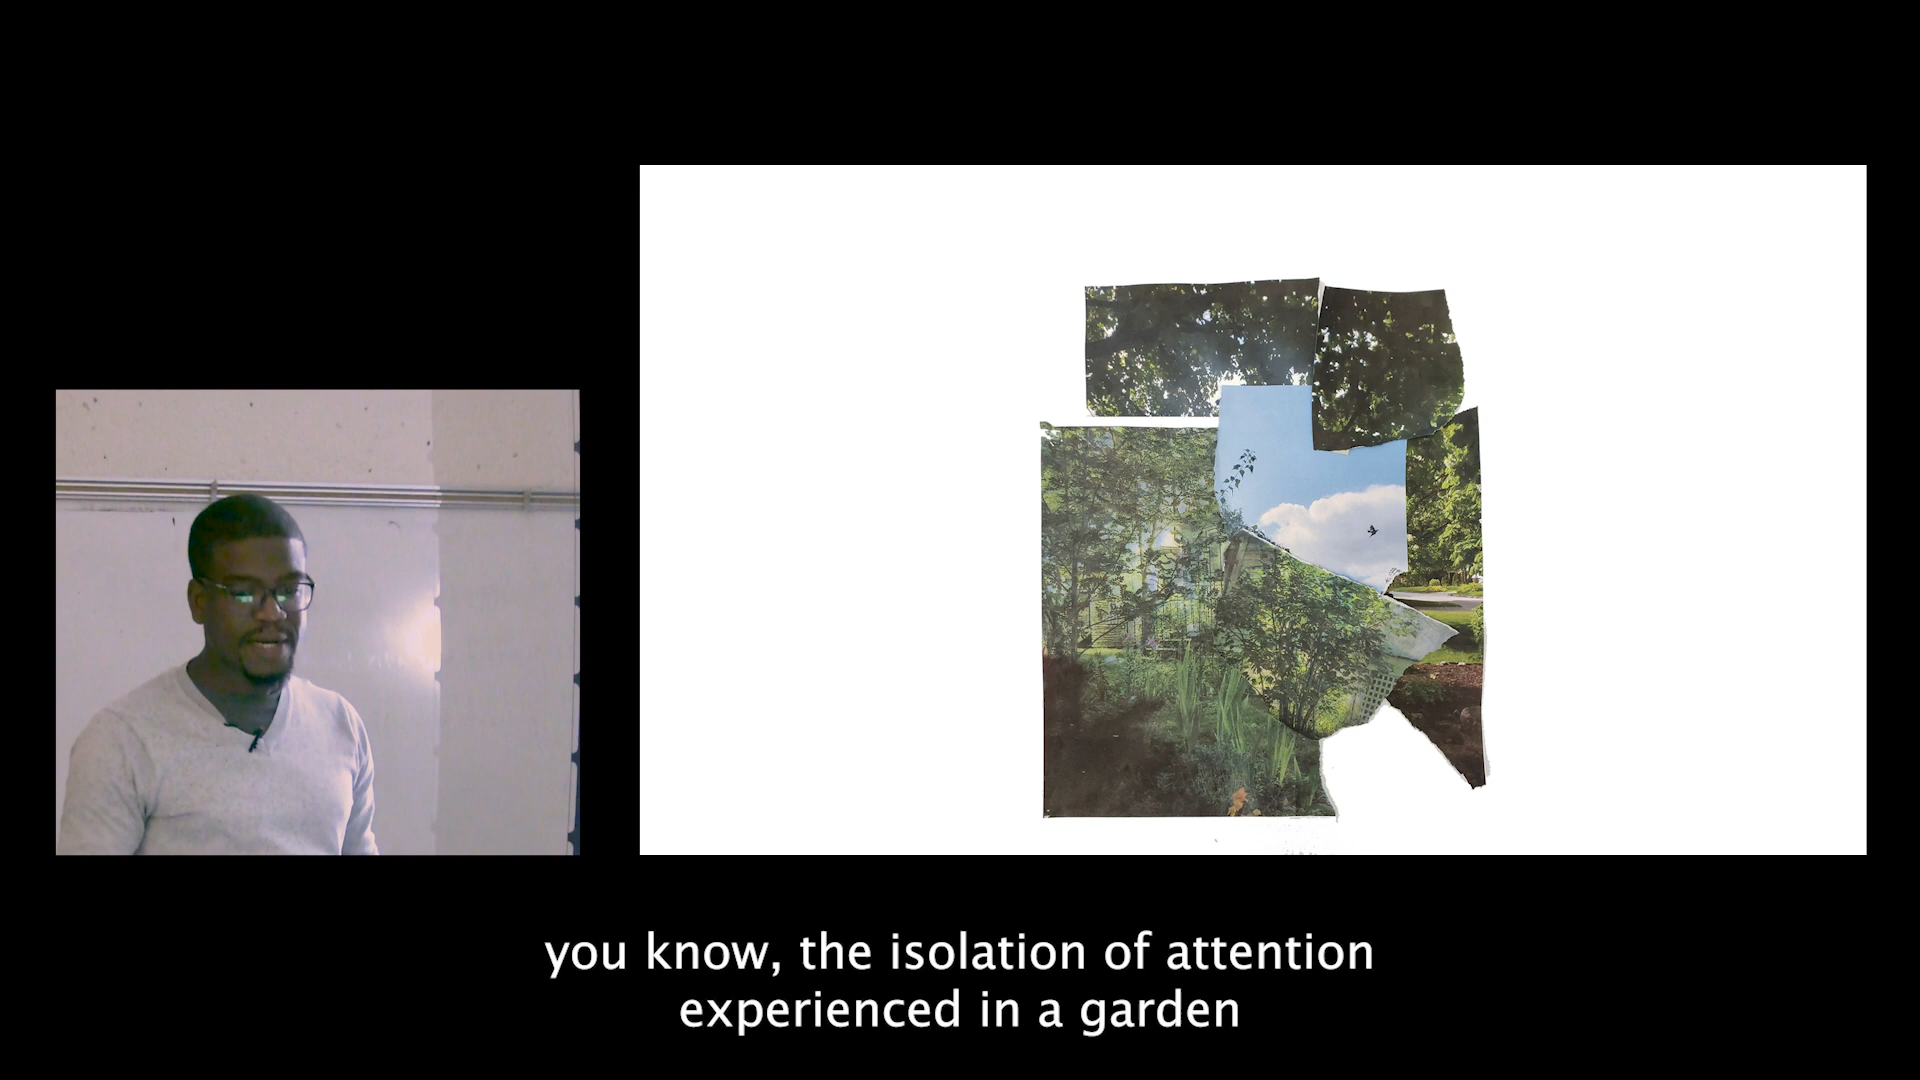 you know, the isolation of attention
experienced in a garden